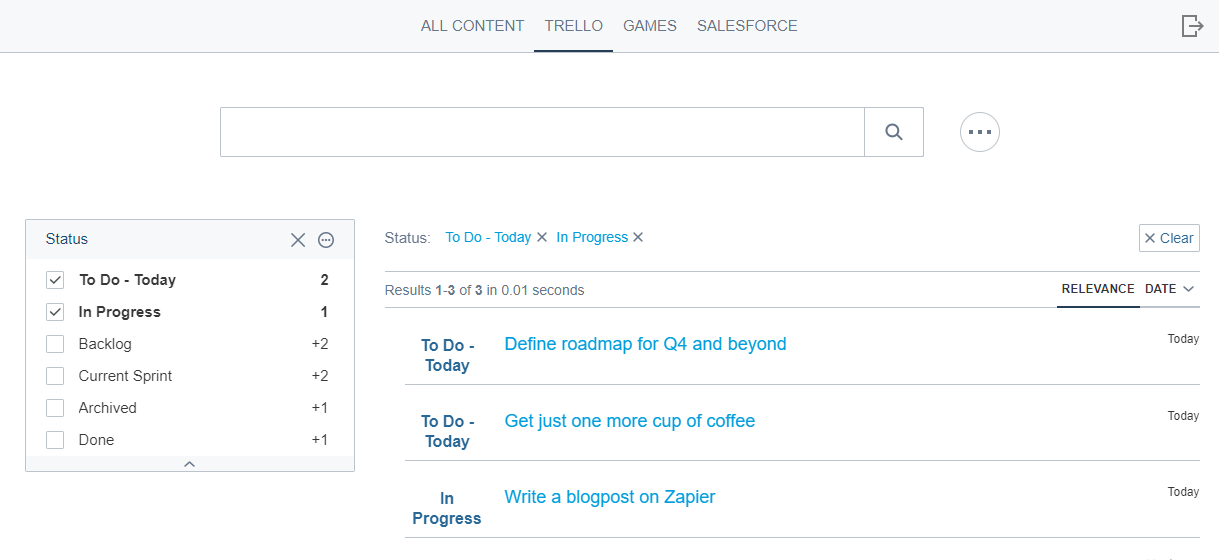 ALL CONTENT TRELLO GAMES SALESFORCE
Status
To Do - Today 2
In Progress 1
Backlog +2
Current Sprint +2
Archived +1
Done +1
Status: To Do - Today In Progress Clear
Results 1-3 of 3 in 0.01 seconds RELEVANCE DATE
To Do -
Today
Define roadmap for Q4 and beyond
Today
To Do -
Today
Get just one more cup of coffee
Today
In
Progress
Write a blogpost on Zapier
Today